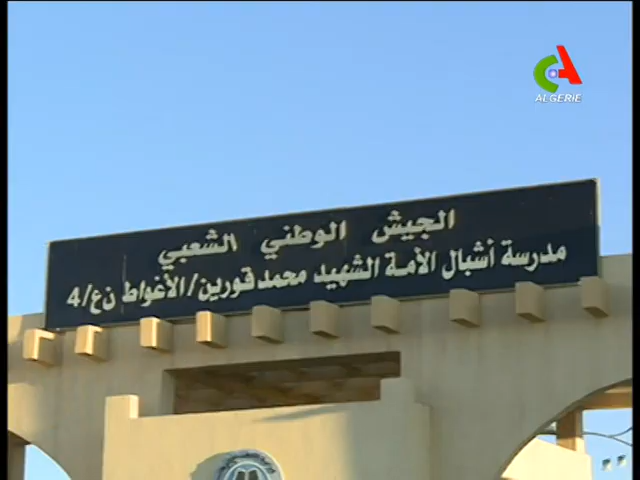 ALGERIE
الجيش الوطني الشعبي
مدرسة أشبال الأمة الشهيد محمد قورين/الأغواط ن ع/4